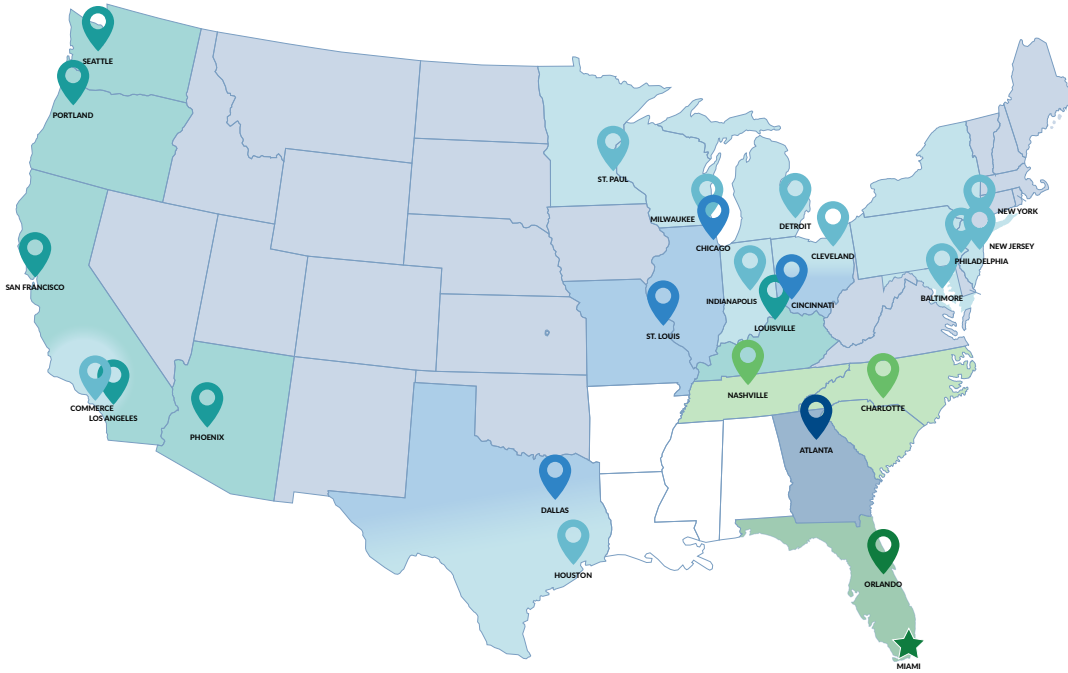 SEATTLE
PORTLAND
ST. PAUL
MILWAUKEE
CHICAGO
DETROIT
CLEVELAND
NEW YORK
NEW JERSEY
PHILADELPHIA
BALTIMORE
SAN FRANCISCO
INDIANAPOLIS
CINCINNATI
LOUISVILLE
ST. LOUIS
NASHVILLE
CHARLOTTE
COMMERCE
LOS ANGELES
PHOENIX
ATLANTA
DALLAS
HOUSTON
ORLANDO
MIAMI